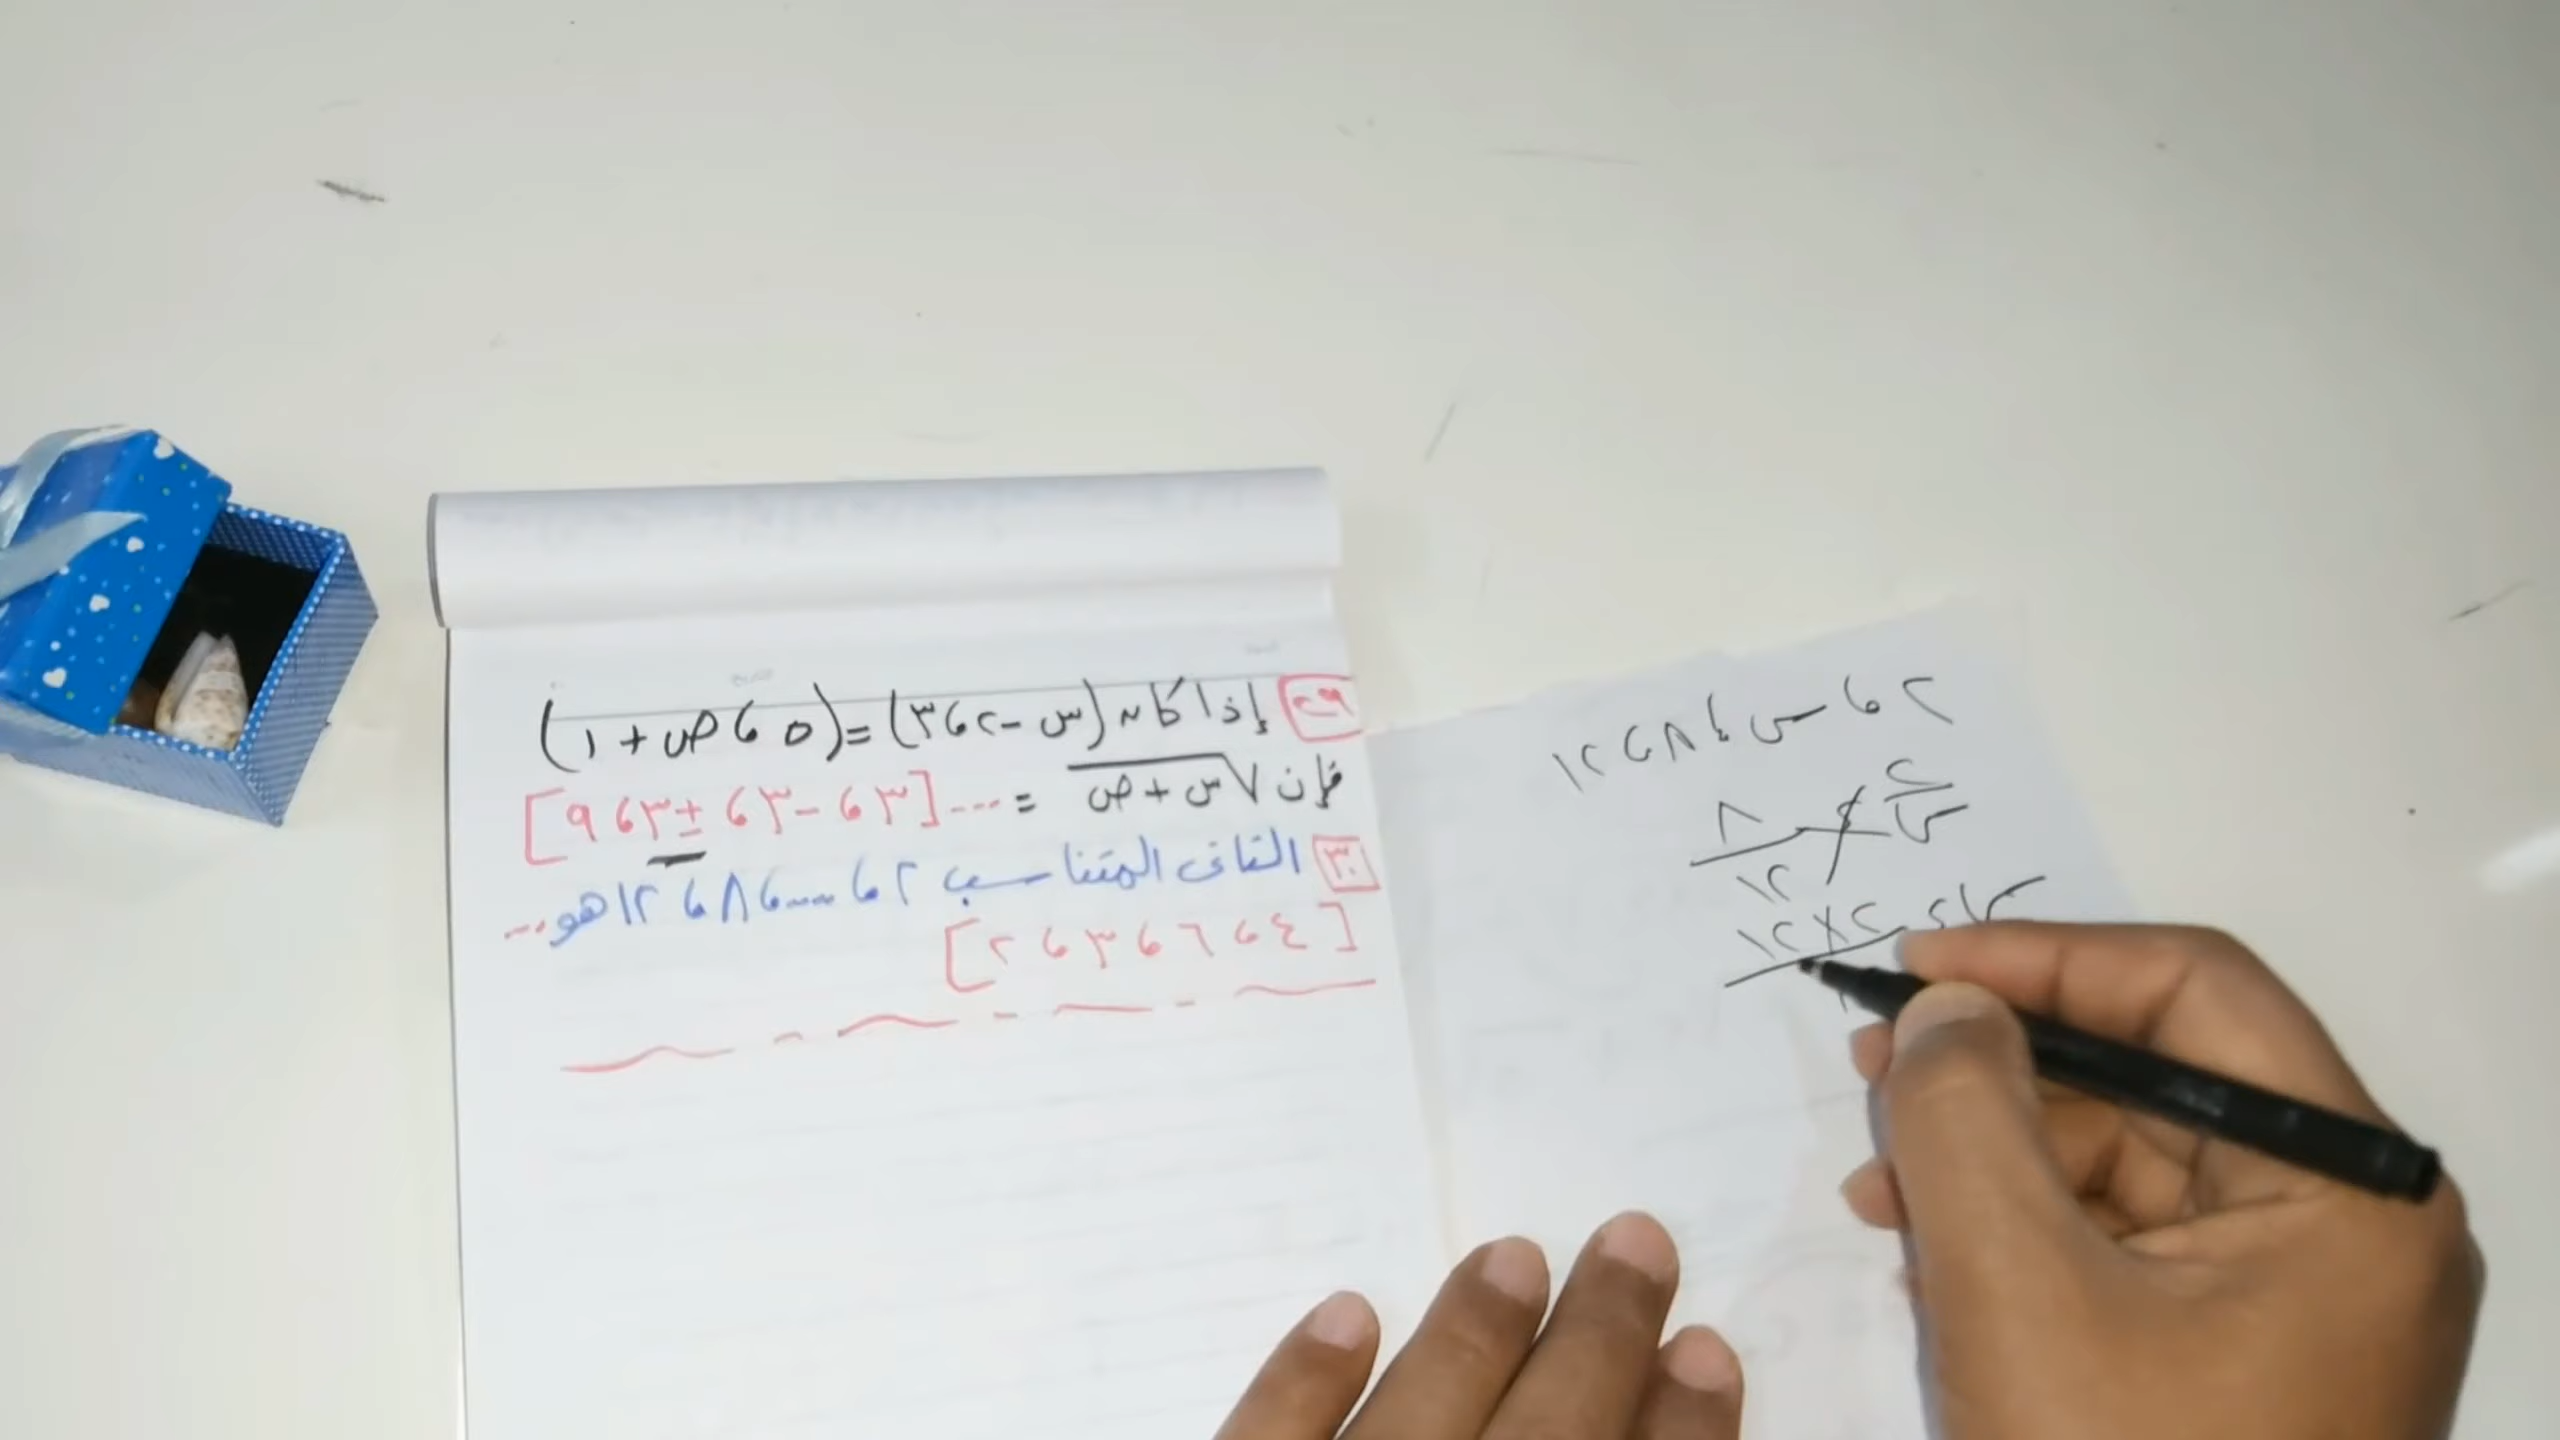 ٢٩ إذا كان (س - ٢ ، ٣) = (٥ ، ص + ١)
فإن √س + ص = ... [٣ ، -٣ ، ±٣ ، ٩]
٣٠ الثانى المتناسب ٢ ، ... ، ٨ ، ١٢ هو ...
[٤ ، ٦ ، ٣ ، ٢]
٢ ، س ، ٨ ، ١٢
٢/س = ٨/١٢
س = ٢×١٢